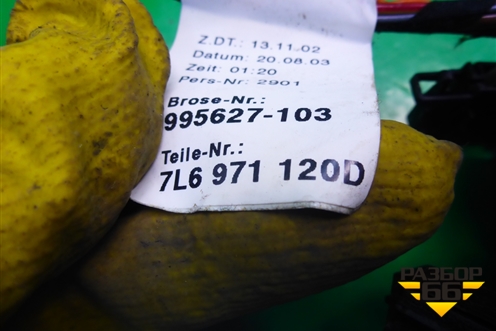 Z.DT.: 13.11.02
Datum: 20.08.03
Zeit: 01:20
Pers-Nr: 2901
Brose-Nr.:
995627-103
Teile-Nr.:
7L6 971 120D
РАЗБОР
66